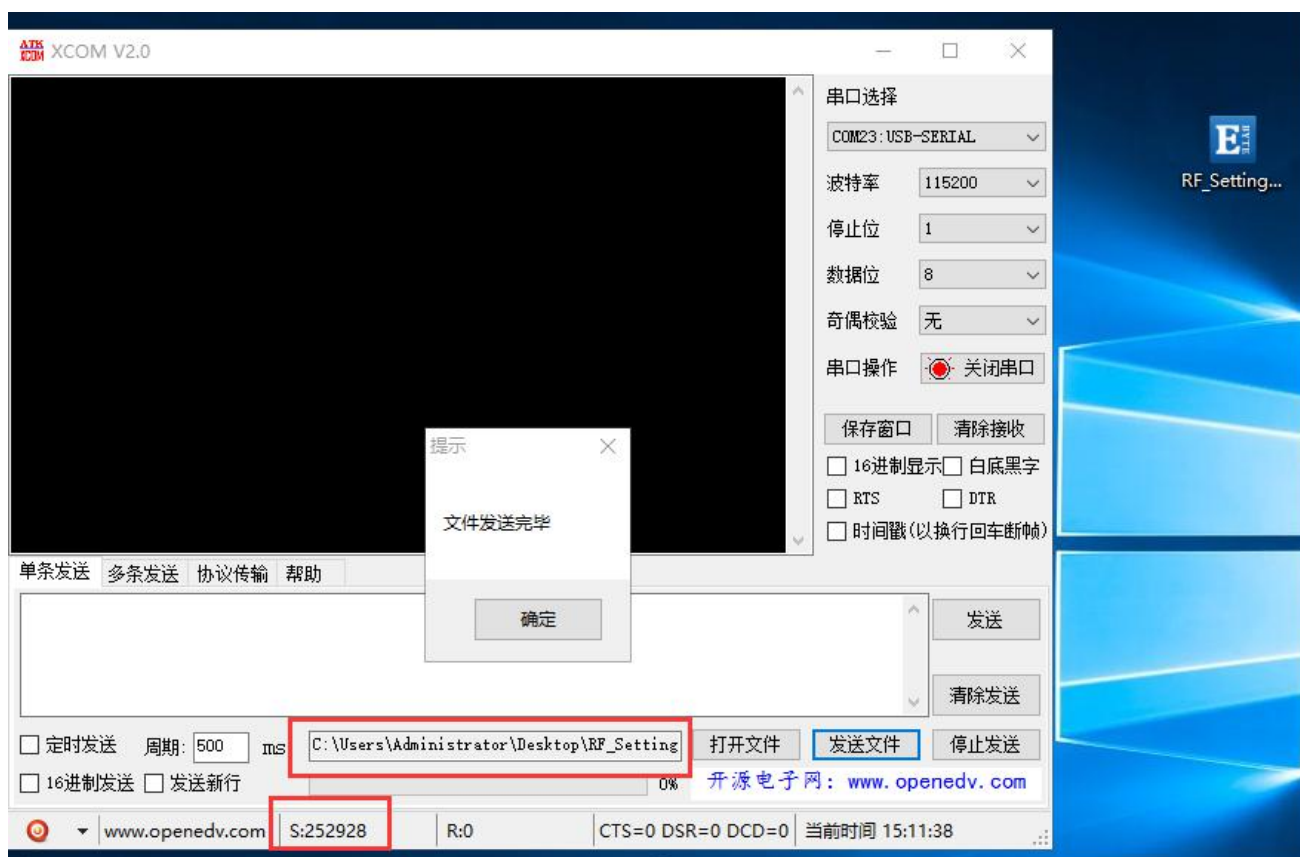 ATK XCOM XCOM V2.0
串口选择
COM23:USB-SERIAL
波特率 115200
停止位 1
数据位 8
奇偶校验 无
串口操作 关闭串口
保存窗口 清除接收
16进制显示 白底黑字
RTS DTR
时间戳(以换行回车断帧)
提示
文件发送完毕
确定
单条发送 多条发送 协议传输 帮助
发送
清除发送
定时发送 周期: 500 ms C:\Users\Administrator\Desktop\RF_Setting 打开文件 发送文件 停止发送
16进制发送 发送新行 0% 开源电子网: www.openedv.com
www.openedv.com S:252928 R:0 CTS=0 DSR=0 DCD=0 当前时间 15:11:38
E BYTE
RF_Setting...